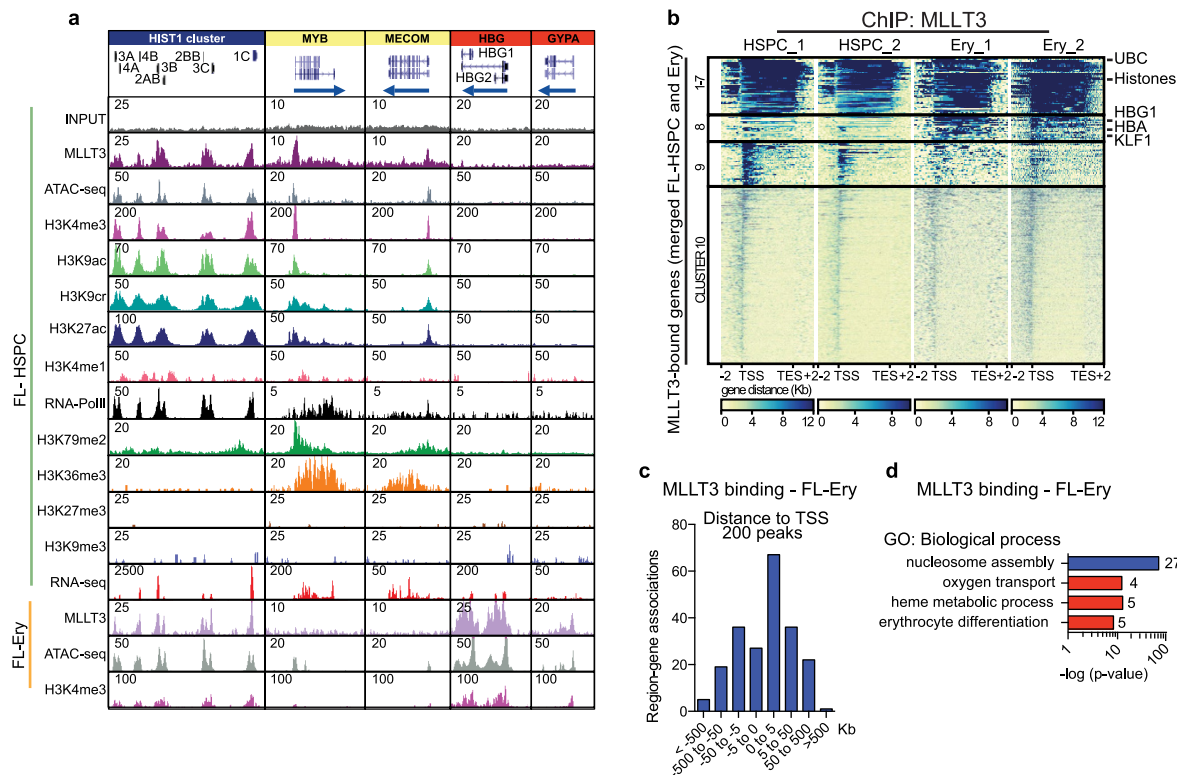 a
HIST1 cluster MYB MECOM HBG GYPA
3A 4B 2BB 1C HBG1
4A 3B 3C HBG2
2AB
INPUT 25 10 10 20 20
MLLT3 25 10 10 20 20
ATAC-seq 50 20 20 50 50
H3K4me3 200 200 200 200 200
H3K9ac 70 70 70 70 70
H3K9cr 50 50 50 50 50
H3K27ac 100 50 50 50 50
H3K4me1 50 50 50 50 50
RNA-PolII 50 5 5 5 5
H3K79me2 20 20 20 20 20
H3K36me3 20 20 20 20 20
H3K27me3 25 25 25 25 25
H3K9me3 25 25 25 25 25
RNA-seq 2500 200 50 200 50
MLLT3 25 10 10 25 20
ATAC-seq 50 20 20 50 50
H3K4me3 100 100 100 100 100
FL- HSPC
FL-Ery
b
ChIP: MLLT3
HSPC_1 HSPC_2 Ery_1 Ery_2
MLLT3-bound genes (merged FL-HSPC and Ery)
1-7
8
9
CLUSTER 10
UBC
Histones
HBG1
HBA
KLF1
-2 TSS TES+2 -2 TSS TES+2 -2 TSS TES+2 -2 TSS TES+2
gene distance (Kb)
0 4 8 12 0 4 8 0 4 8 0 4 8 12
c
MLLT3 binding - FL-Ery
Distance to TSS
200 peaks
Region-gene associations
80
60
40
20
0
< -500 -500 to -50 -50 to -5 -5 to 0 0 to 5 5 to 50 50 to 500 >500 Kb
d
MLLT3 binding - FL-Ery
GO: Biological process
nucleosome assembly 27
oxygen transport 4
heme metabolic process 5
erythrocyte differentiation 5
1 10 100
-log (p-value)